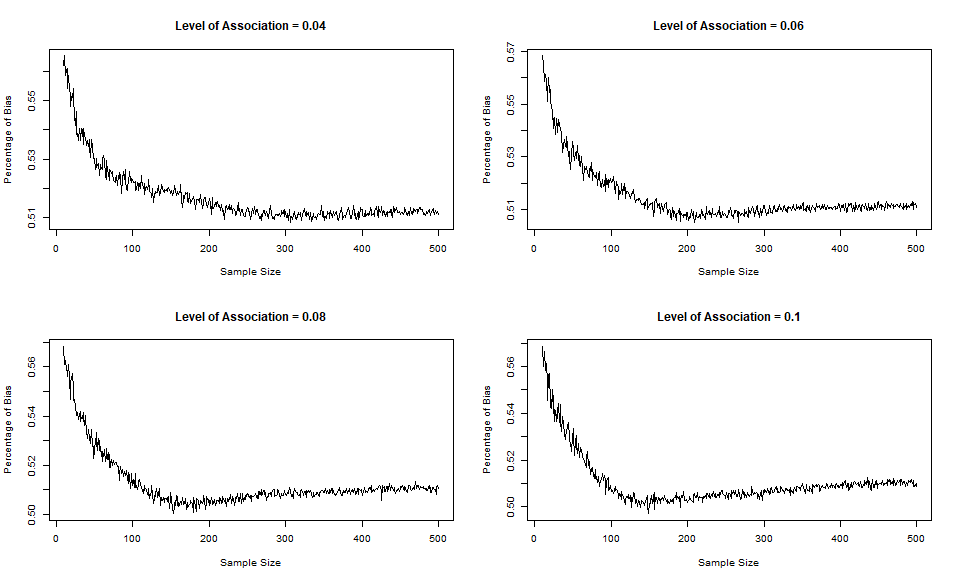 Level of Association = 0.04
Percentage of Bias
0.55
0.53
0.51
0 100 200 300 400 500
Sample Size
Level of Association = 0.06
Percentage of Bias
0.57
0.55
0.53
0.51
0 100 200 300 400 500
Sample Size
Level of Association = 0.08
Percentage of Bias
0.56
0.54
0.52
0.50
0 100 200 300 400 500
Sample Size
Level of Association = 0.1
Percentage of Bias
0.56
0.54
0.52
0.50
0 100 200 300 400 500
Sample Size